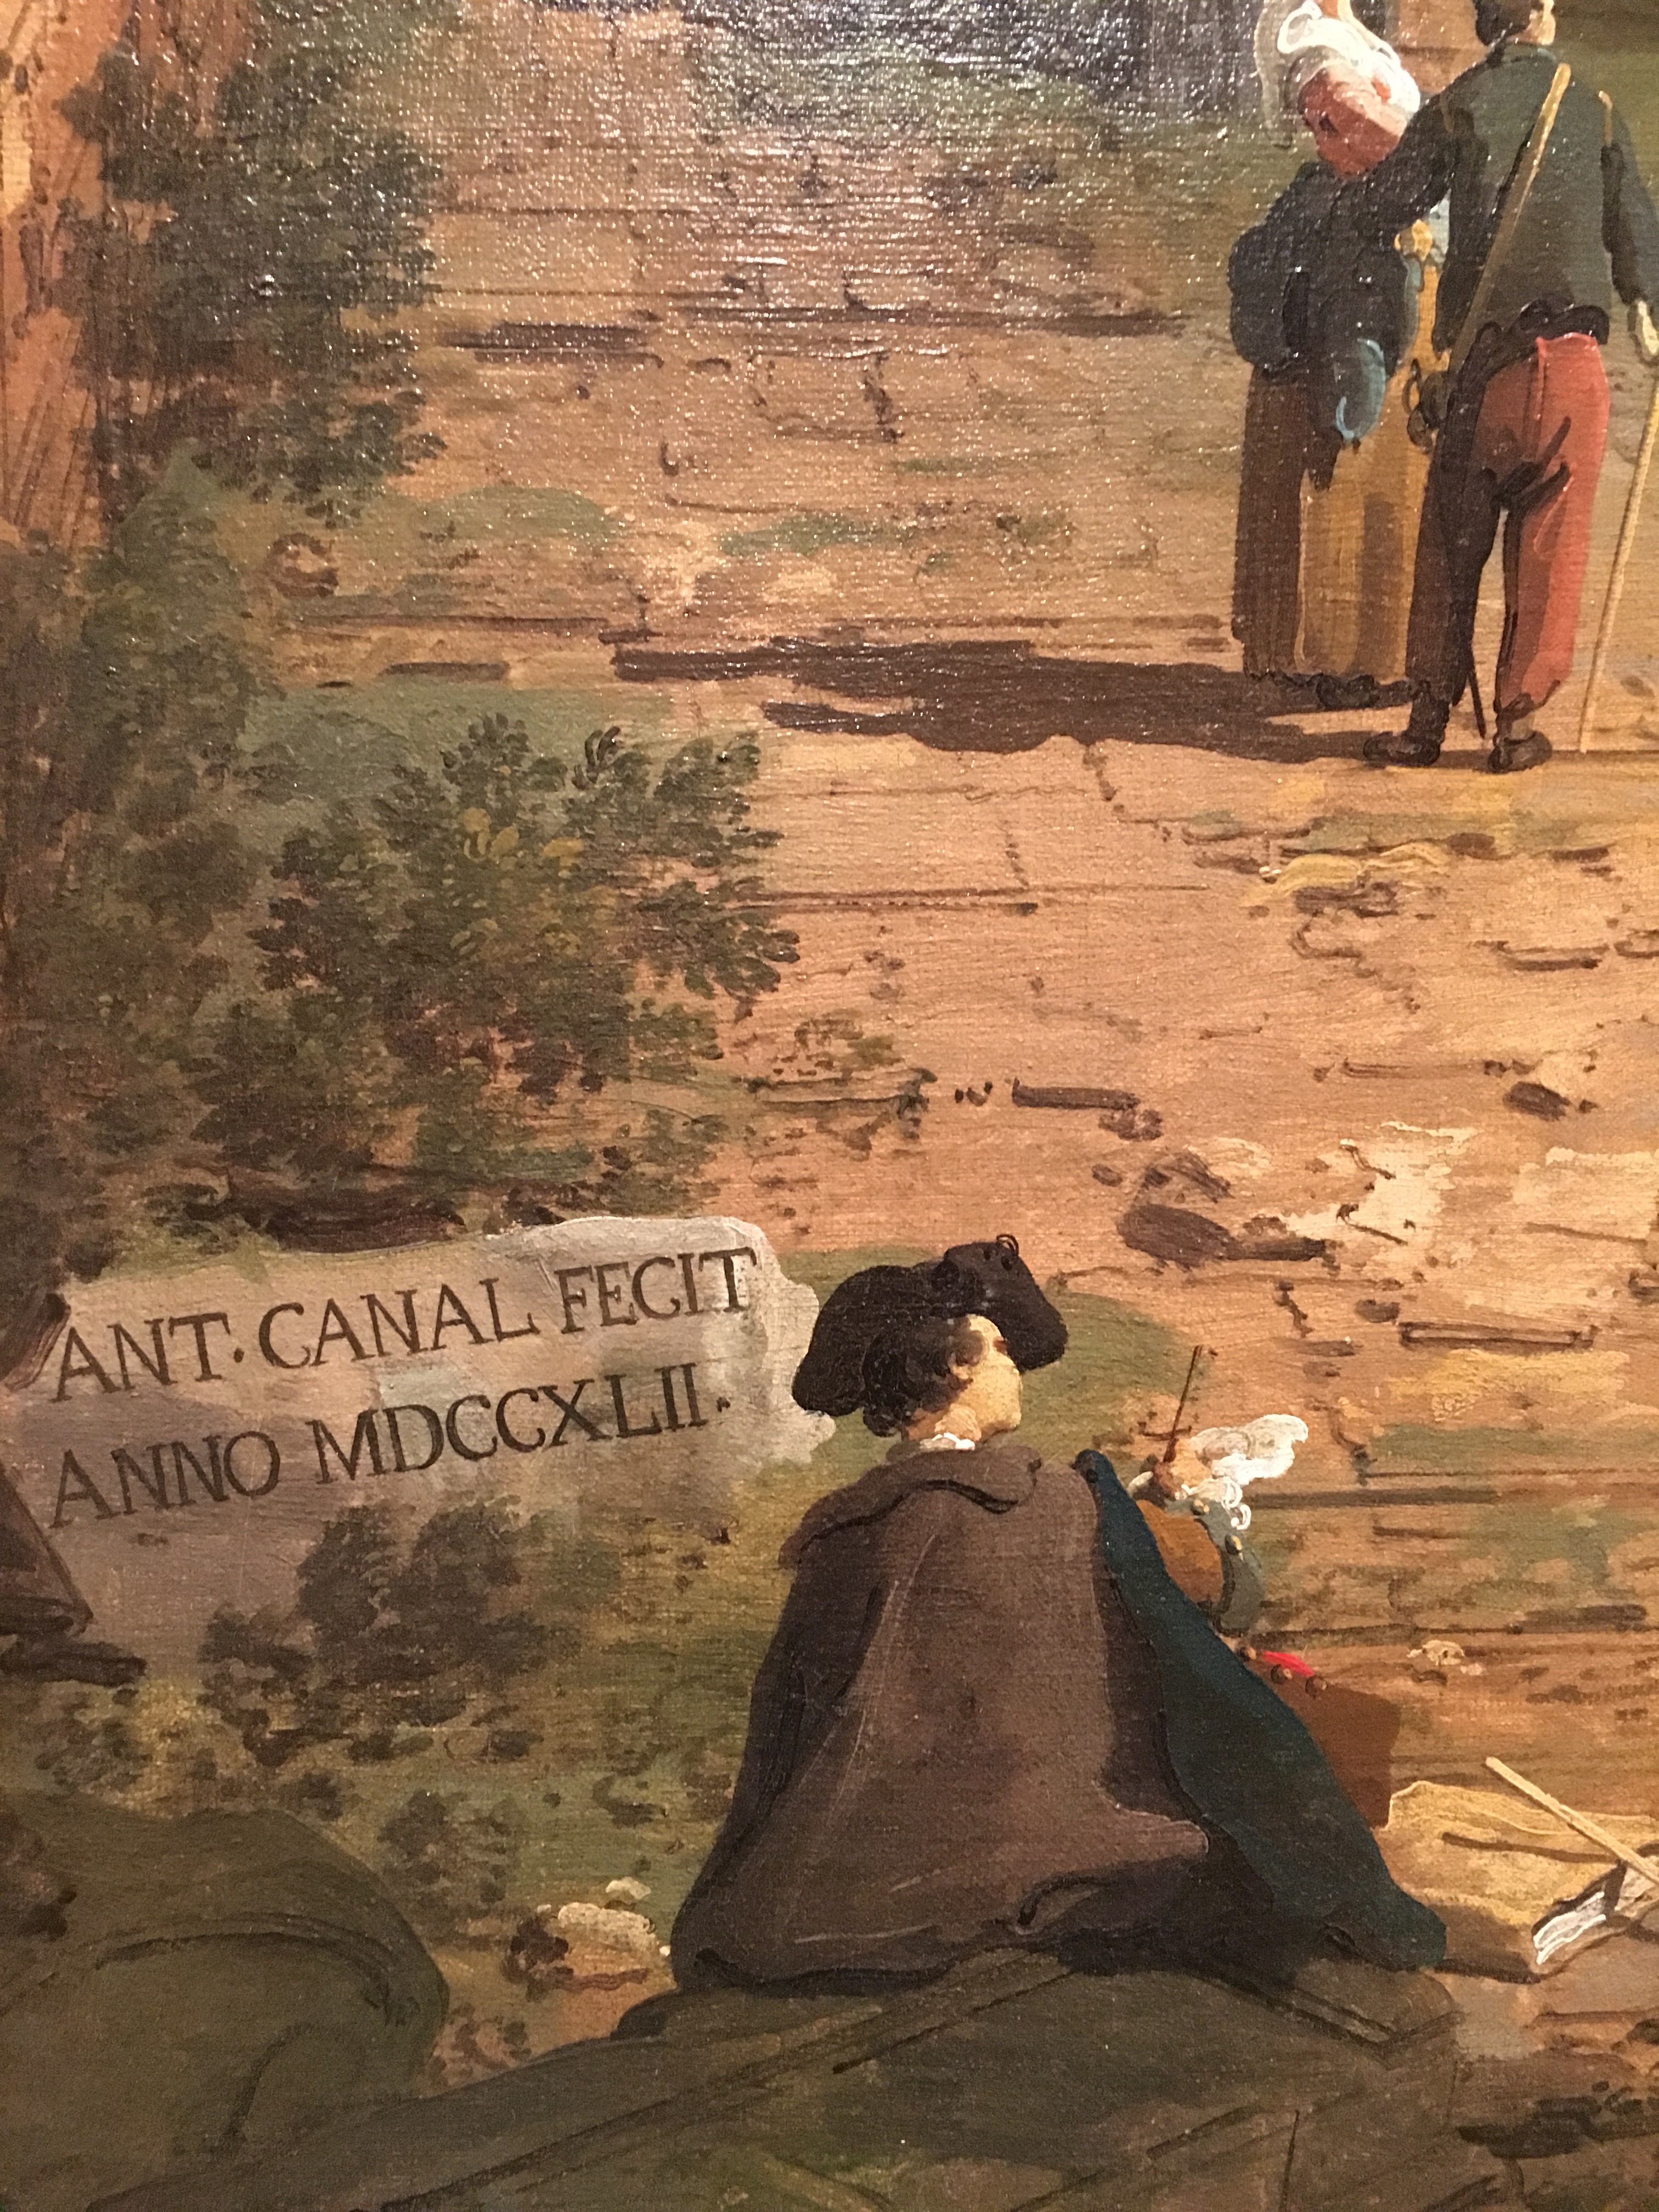 ANT. CANAL FECIT
ANNO MDCCXLII.